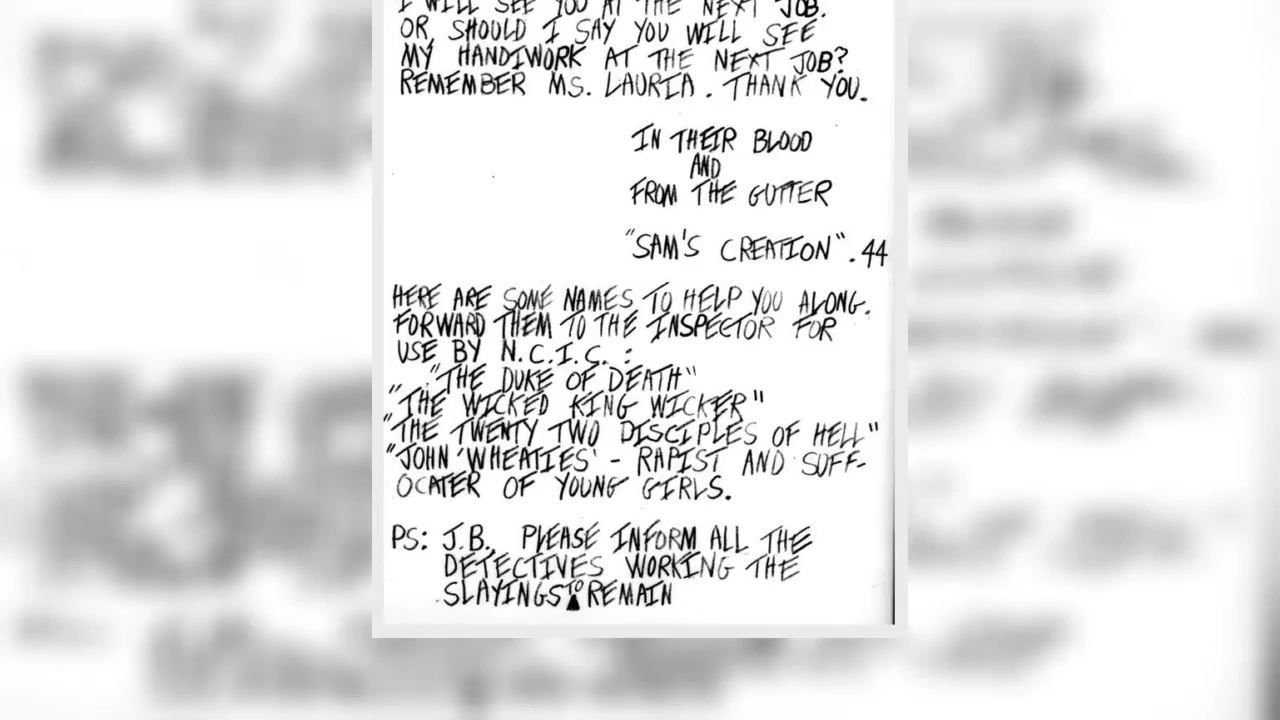 I WILL SEE YOU AT THE NEXT JOB.
OR SHOULD I SAY YOU WILL SEE
MY HANDIWORK AT THE NEXT JOB?
REMEMBER MS. LAURIA. THANK YOU.
IN THEIR BLOOD
AND
FROM THE GUTTER
"SAM'S CREATION" .44
HERE ARE SOME NAMES TO HELP YOU ALONG.
FORWARD THEM TO THE INSPECTOR FOR
USE BY N.C.I.C. :
"THE DUKE OF DEATH"
"THE WICKED KING WICKER"
"THE TWENTY TWO DISCIPLES OF HELL"
"JOHN 'WHEATIES' - RAPIST AND SUFF-
OCATER OF YOUNG GIRLS.
PS: J.B. PLEASE INFORM ALL THE
DETECTIVES WORKING THE
SLAYINGS TO REMAIN